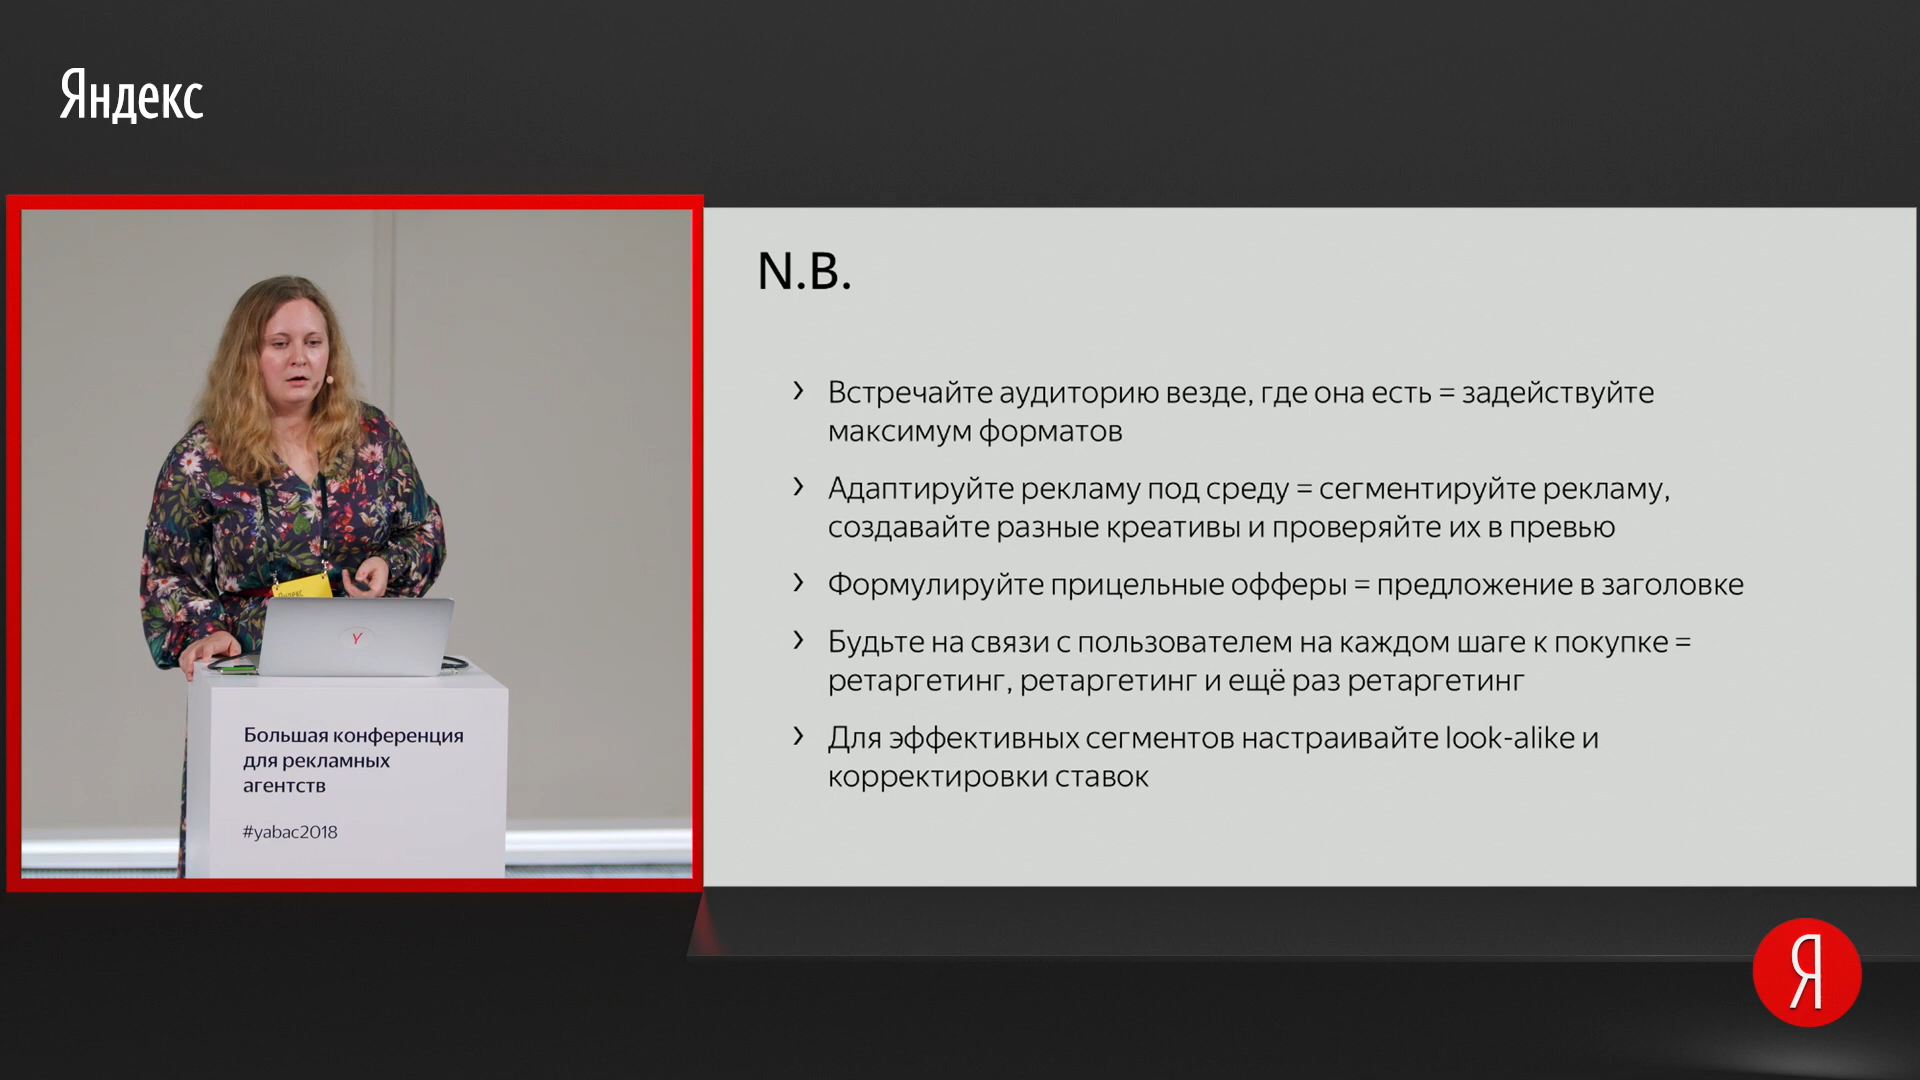 Яндекс
N.B.
Встречайте аудиторию везде, где она есть = задействуйте
максимум форматов
Адаптируйте рекламу под среду = сегментируйте рекламу,
создавайте разные креативы и проверяйте их в превью
Формулируйте прицельные офферы = предложение в заголовке
Будьте на связи с пользователем на каждом шаге к покупке =
ретаргетинг, ретаргетинг и ещё раз ретаргетинг
Для эффективных сегментов настраивайте look-alike и
корректировки ставок
Яндекс
Y
Большая конференция
для рекламных
агентств
#yabac2018
Я